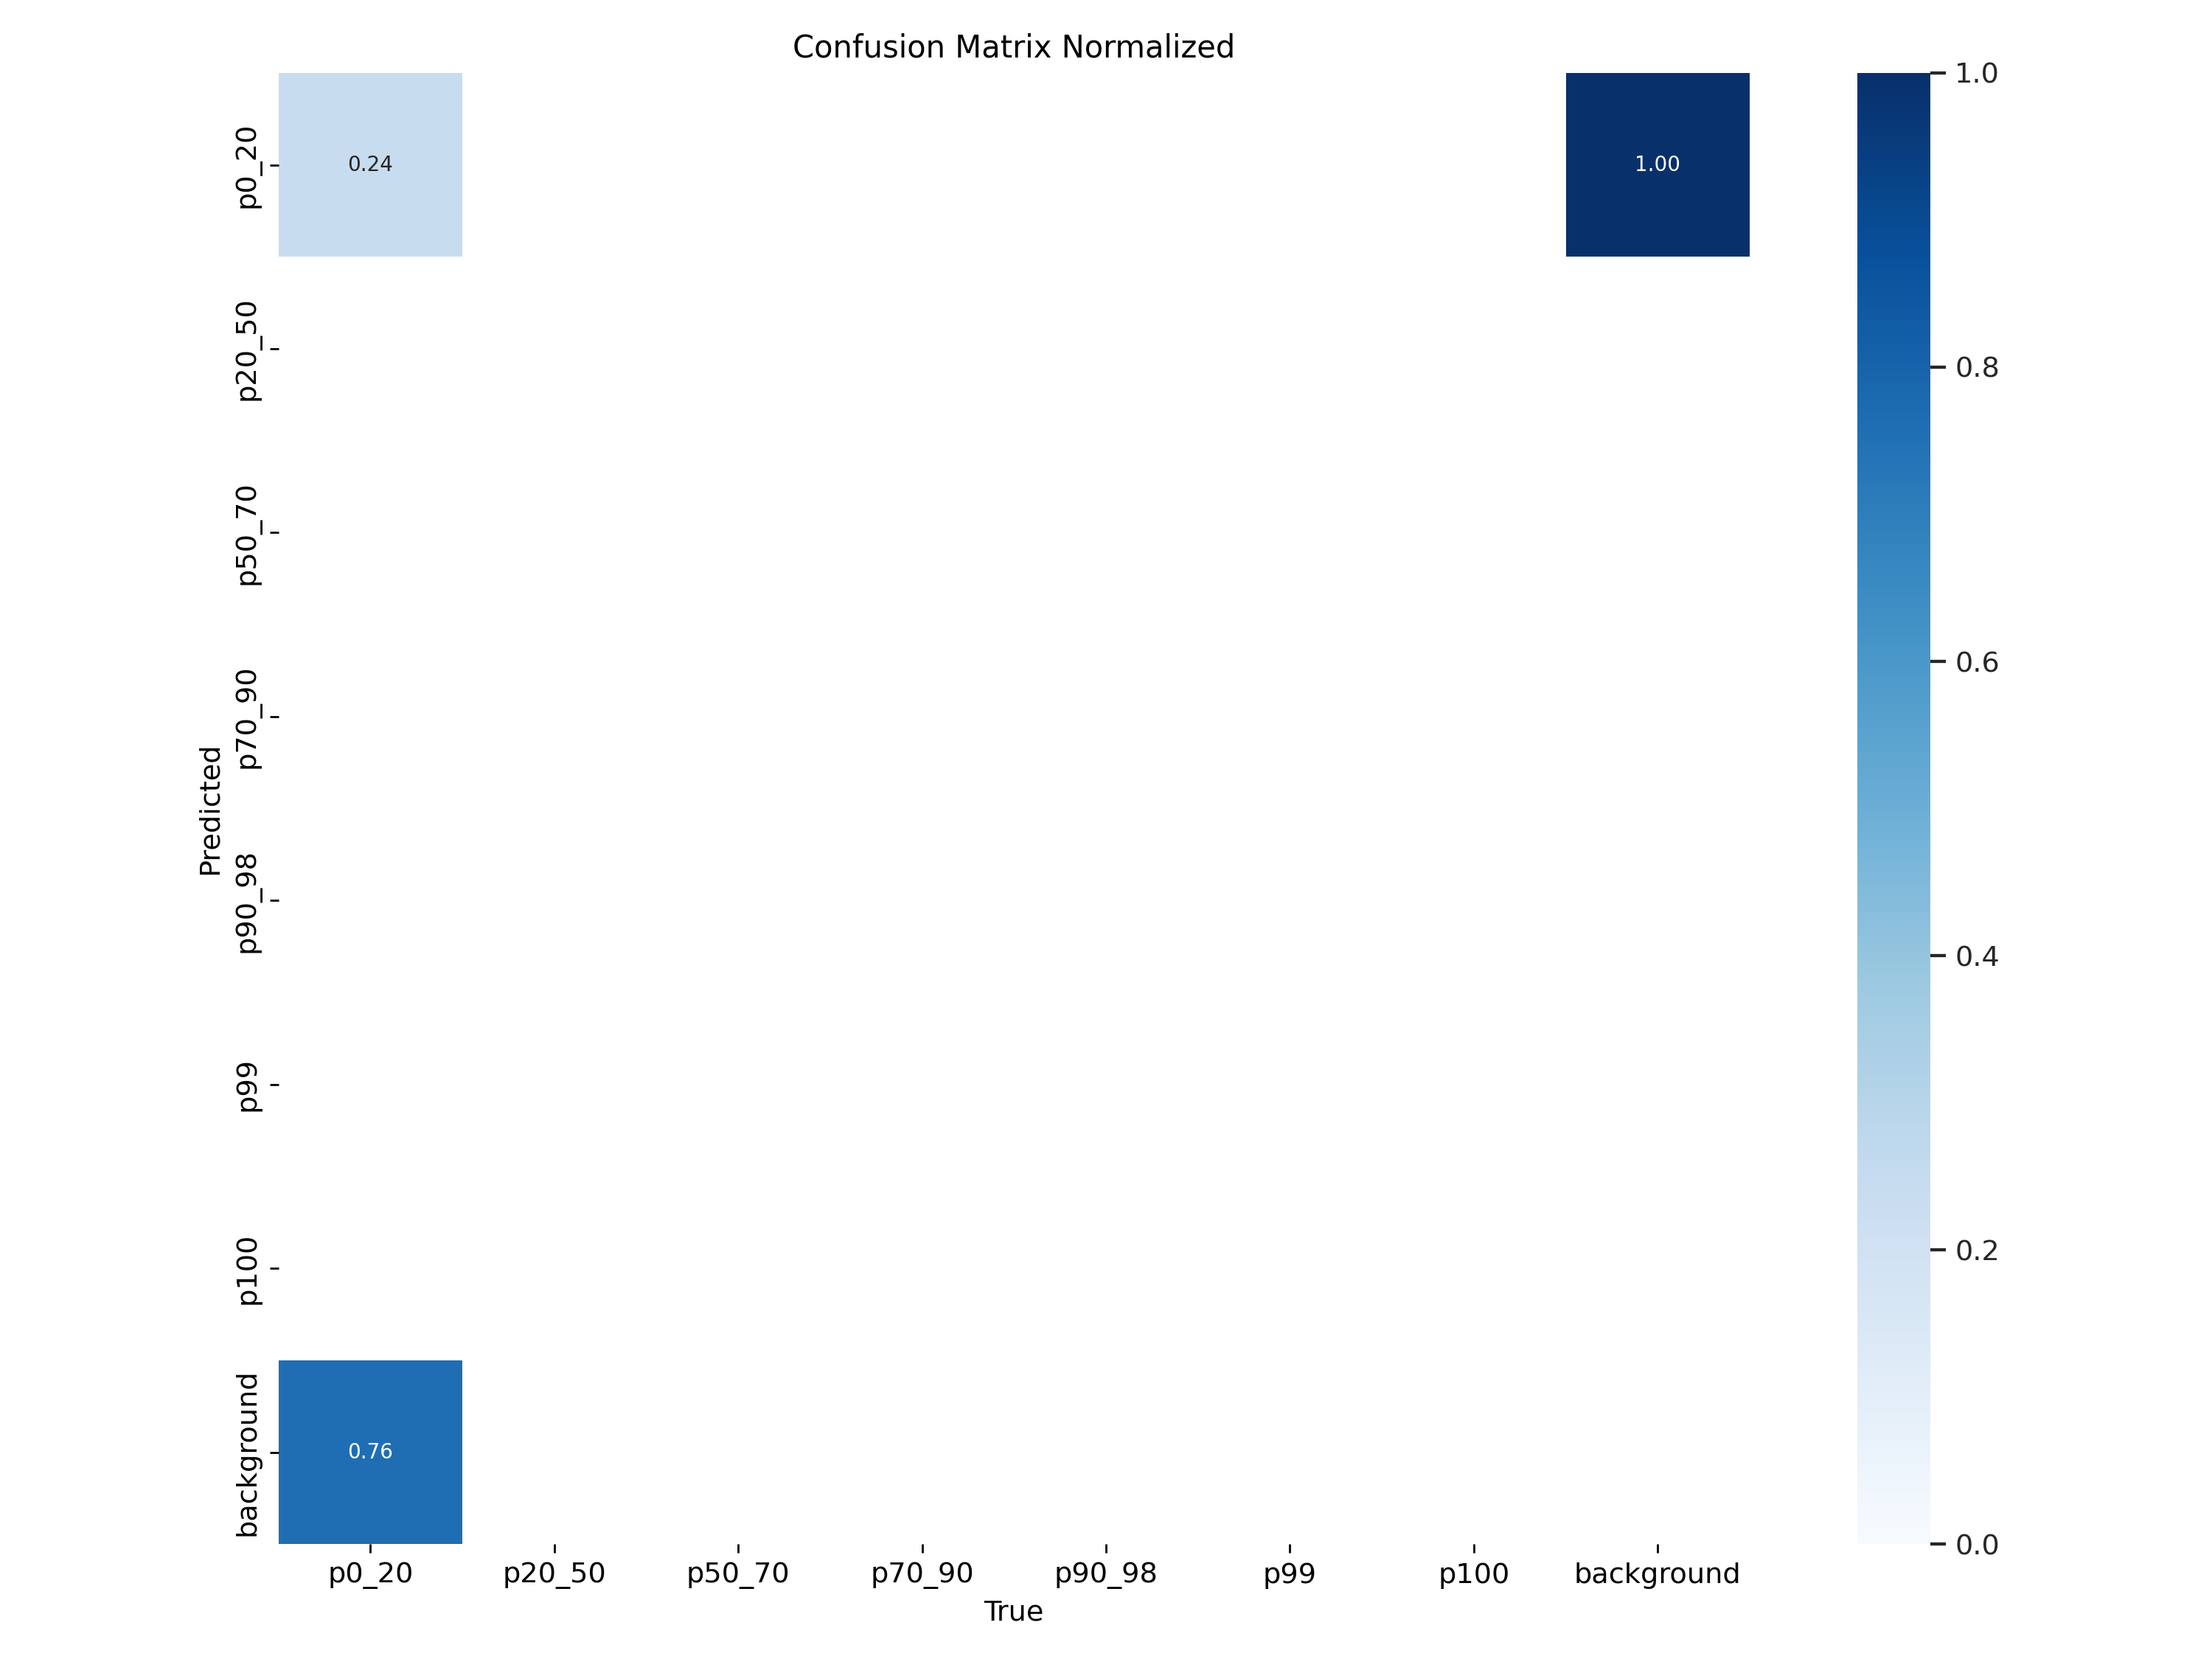 Confusion Matrix Normalized
p0_20
p20_50
p50_70
p70_90
p90_98
p99
p100
background
Predicted
0.24
1.00
0.76
p0_20 p20_50 p50_70 p70_90 p90_98 p99 p100 background
True
1.0
0.8
0.6
0.4
0.2
0.0